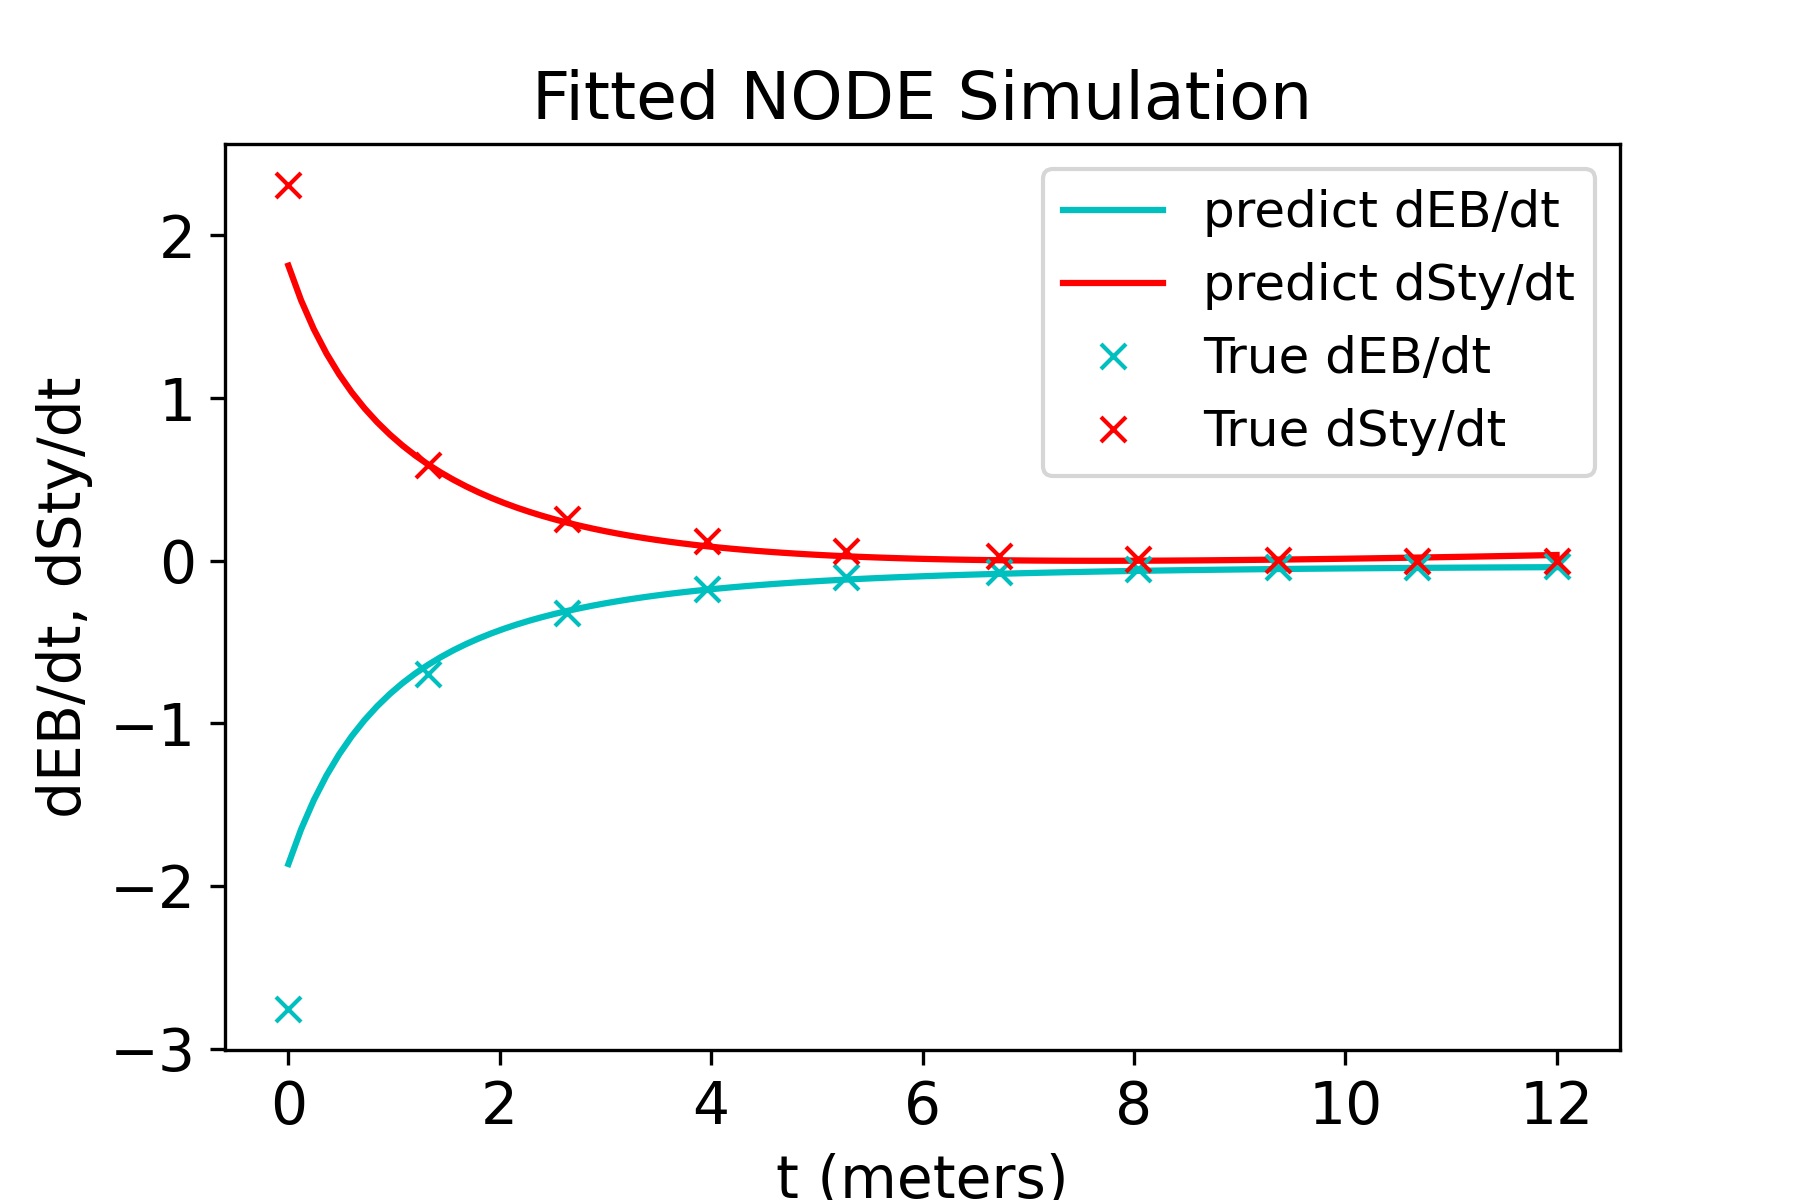 Fitted NODE Simulation
predict dEB/dt
predict dSty/dt
True dEB/dt
True dSty/dt
dEB/dt, dSty/dt
2
1
0
−1
−2
−3
0 2 4 6 8 10 12
t (meters)